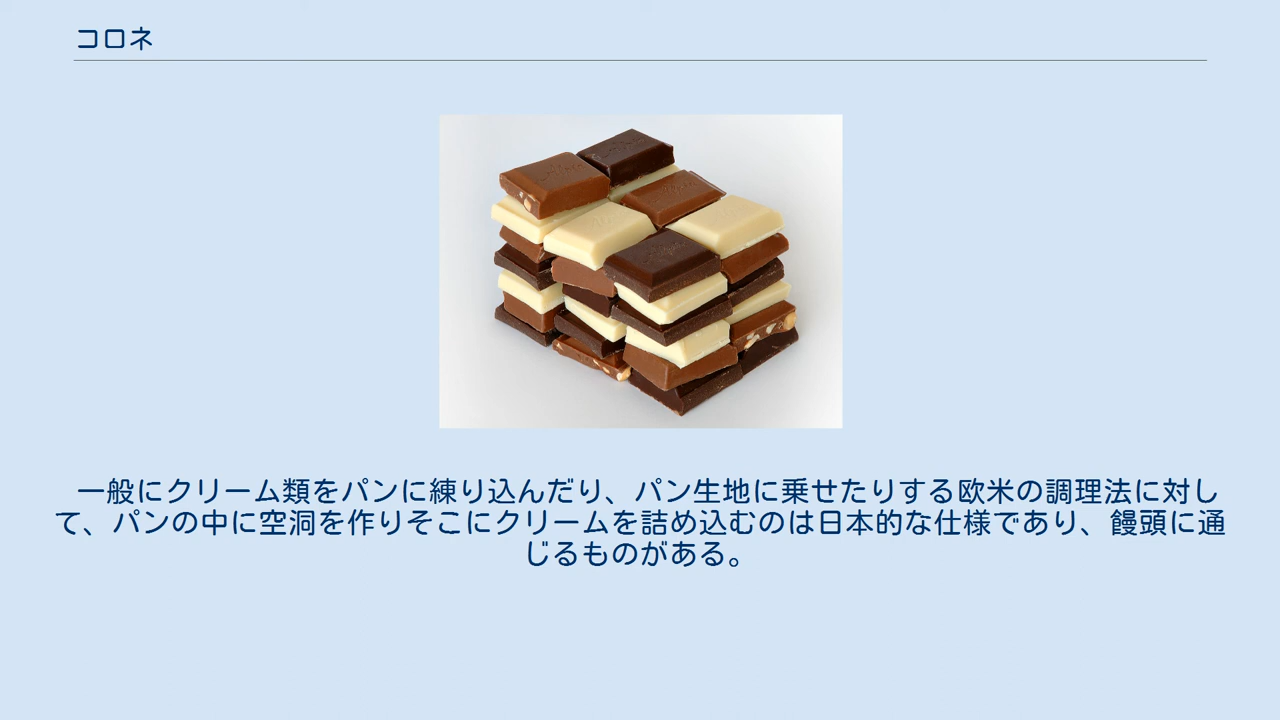 コロネ
一般にクリーム類をパンに練り込んだり、パン生地に乗せたりする欧米の調理法に対し
て、パンの中に空洞を作りそこにクリームを詰め込むのは日本的な仕様であり、饅頭に通
じるものがある。